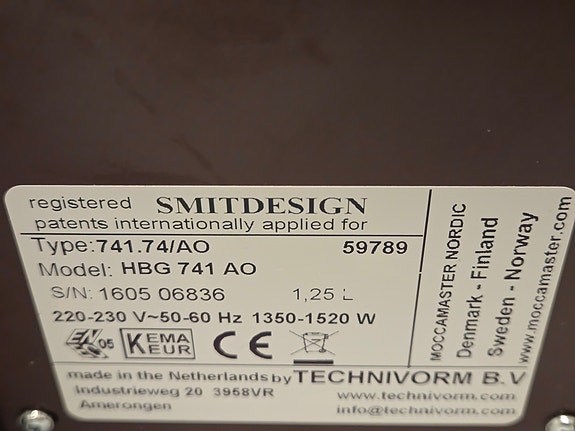 registered SMITDESIGN
patents internationally applied for
Type:741.74/AO 59789
Model: HBG 741 AO
S/N: 1605 06836 1,25 L
220-230 V~50-60 Hz 1350-1520 W
EN 05 KEMA KEUR CE
made in the Netherlands by TECHNIVORM B.V
Industrieweg 20 3958VR www.technivorm.com
Amerongen info@technivorm.com
MOCCAMASTER NORDIC
Denmark - Finland
Sweden - Norway
www.moccamaster.com